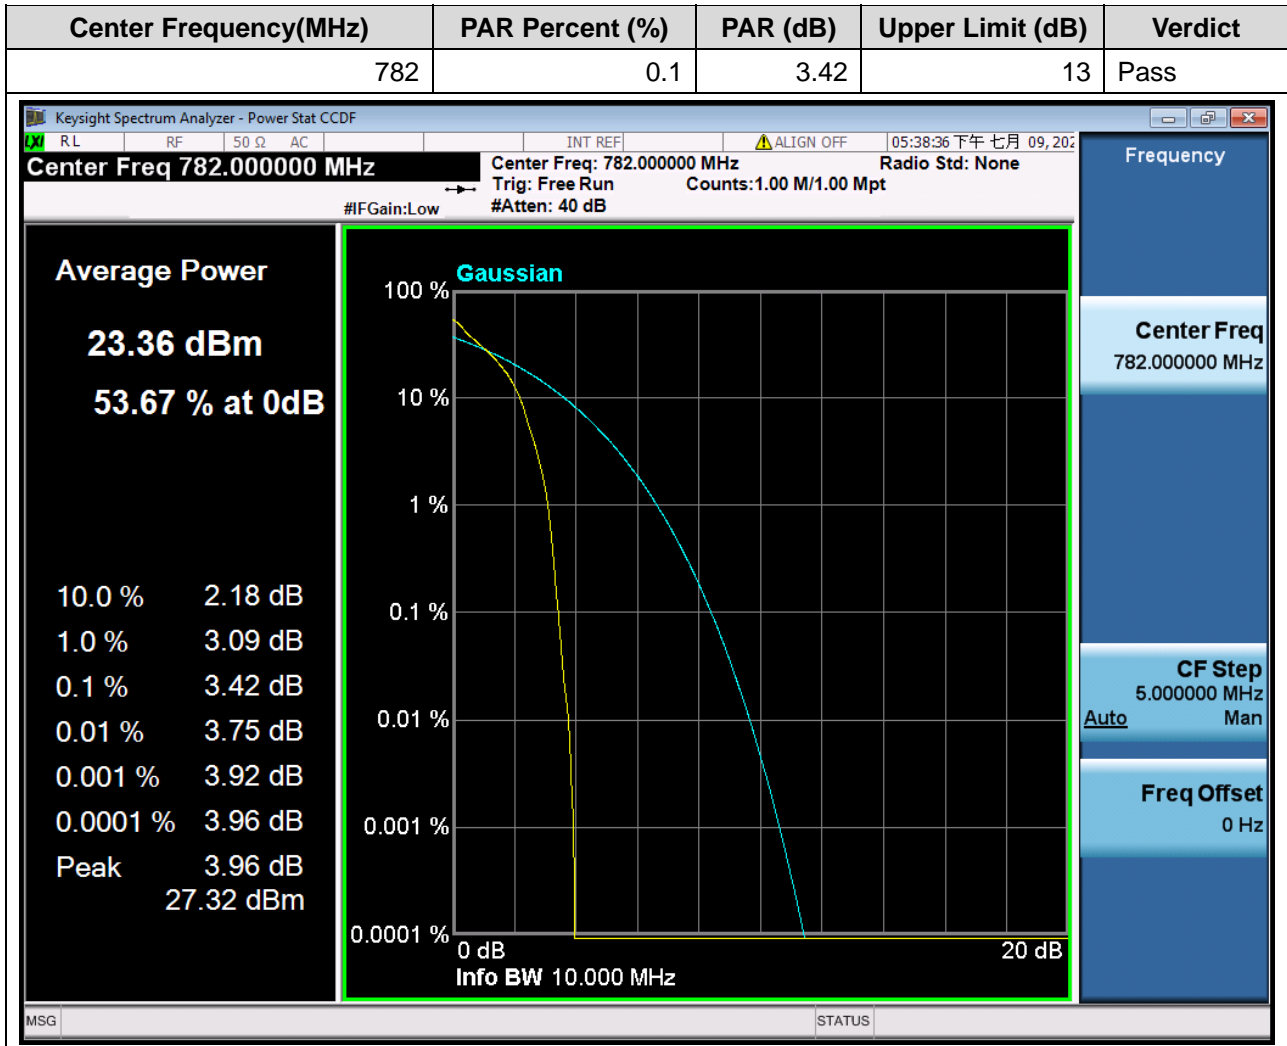 Center Frequency(MHz) PAR Percent (%) PAR (dB) Upper Limit (dB) Verdict
782 0.1 3.42 13 Pass
Keysight Spectrum Analyzer - Power Stat CCDF
LXI RL RF 50 Ω AC INT REF ALIGN OFF 05:38:36 下午 七月 09, 202
Center Freq 782.000000 MHz
Center Freq: 782.000000 MHz Radio Std: None
Trig: Free Run Counts:1.00 M/1.00 Mpt
#IFGain:Low #Atten: 40 dB
Average Power
23.36 dBm
53.67 % at 0dB
10.0 % 2.18 dB
1.0 % 3.09 dB
0.1 % 3.42 dB
0.01 % 3.75 dB
0.001 % 3.92 dB
0.0001 % 3.96 dB
Peak 3.96 dB
27.32 dBm
Gaussian
100 %
10 %
1 %
0.1 %
0.01 %
0.001 %
0.0001 %
0 dB 20 dB
Info BW 10.000 MHz
Frequency
Center Freq
782.000000 MHz
CF Step
5.000000 MHz
Auto Man
Freq Offset
0 Hz
MSG STATUS